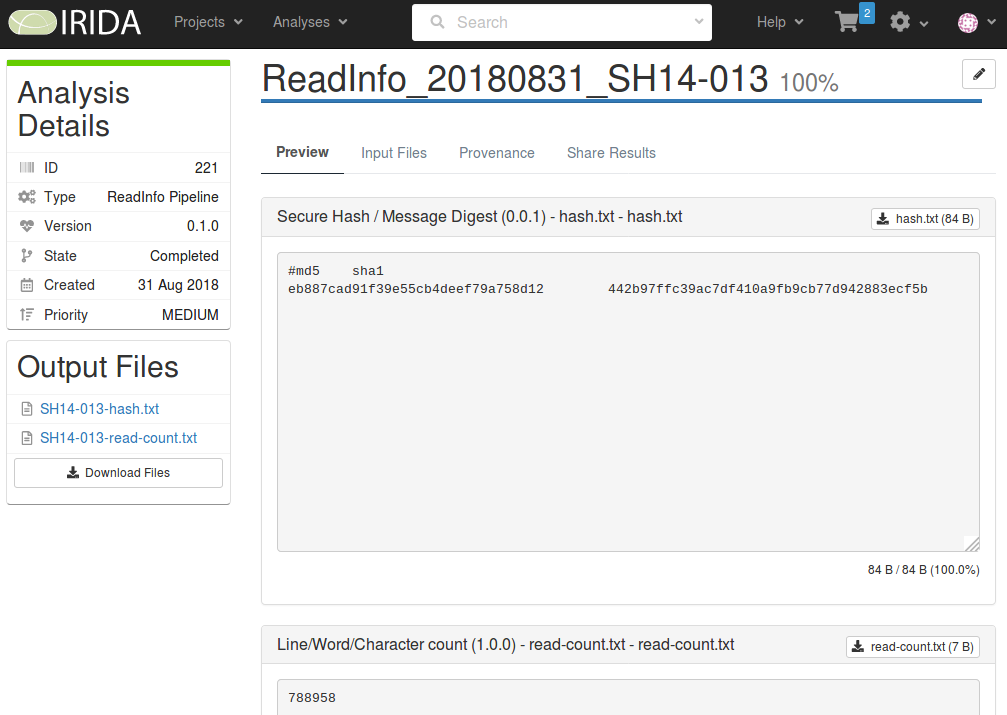 IRIDA Projects Analyses Search Help 2
Analysis
Details
ID 221
Type ReadInfo Pipeline
Version 0.1.0
State Completed
Created 31 Aug 2018
Priority MEDIUM
Output Files
SH14-013-hash.txt
SH14-013-read-count.txt
Download Files
ReadInfo_20180831_SH14-013 100%
Preview Input Files Provenance Share Results
Secure Hash / Message Digest (0.0.1) - hash.txt - hash.txt hash.txt (84 B)
#md5 sha1
eb887cad91f39e55cb4deef79a758d12 442b97ffc39ac7df410a9fb9cb77d942883ecf5b
84 B / 84 B (100.0%)
Line/Word/Character count (1.0.0) - read-count.txt - read-count.txt read-count.txt (7 B)
788958